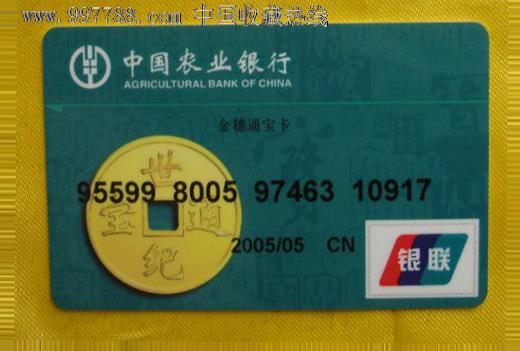 www.997788.com 中国收藏热线
中国农业银行
AGRICULTURAL BANK OF CHINA
金穗通宝卡
世
宝 通
纪
95599 8005 97463 10917
2005/05 CN
银联